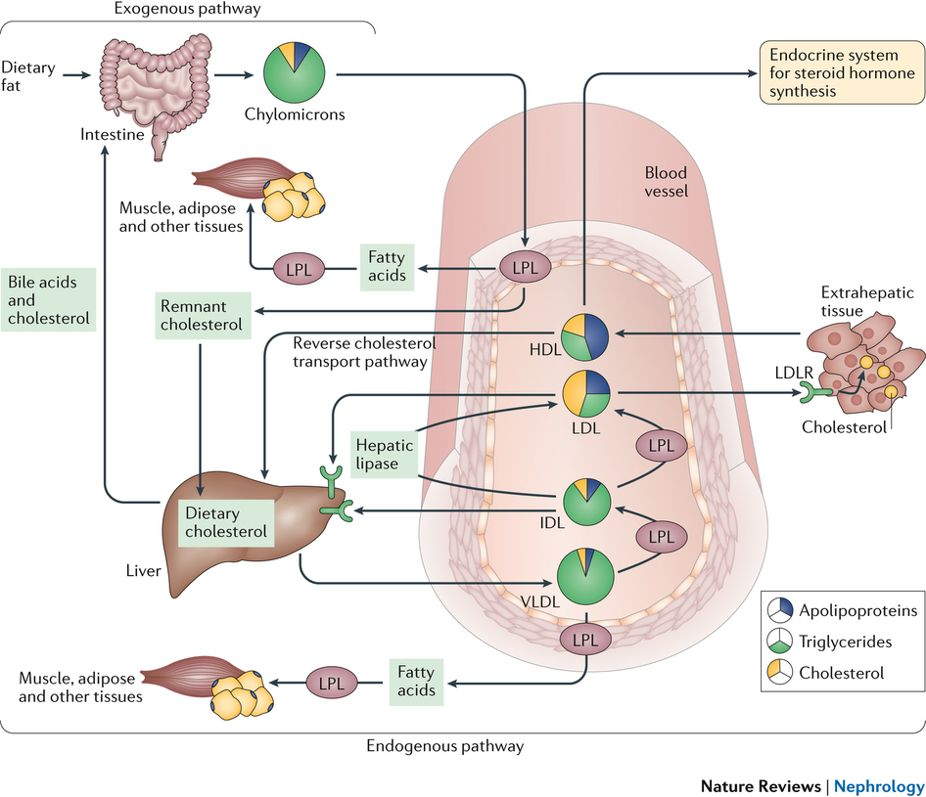 Exogenous pathway
Dietary
fat
Intestine
Chylomicrons
Endocrine system
for steroid hormone
synthesis
Blood
vessel
Muscle, adipose
and other tissues
LPL
Fatty
acids
LPL
Bile acids
and
cholesterol
Remnant
cholesterol
Reverse cholesterol
transport pathway
HDL
Extrahepatic
tissue
LDLR
Cholesterol
LDL
LPL
Hepatic
lipase
IDL
LPL
Dietary
cholesterol
Liver
VLDL
LPL
Apolipoproteins
Triglycerides
Cholesterol
Muscle, adipose
and other tissues
LPL
Fatty
acids
Endogenous pathway
Nature Reviews | Nephrology